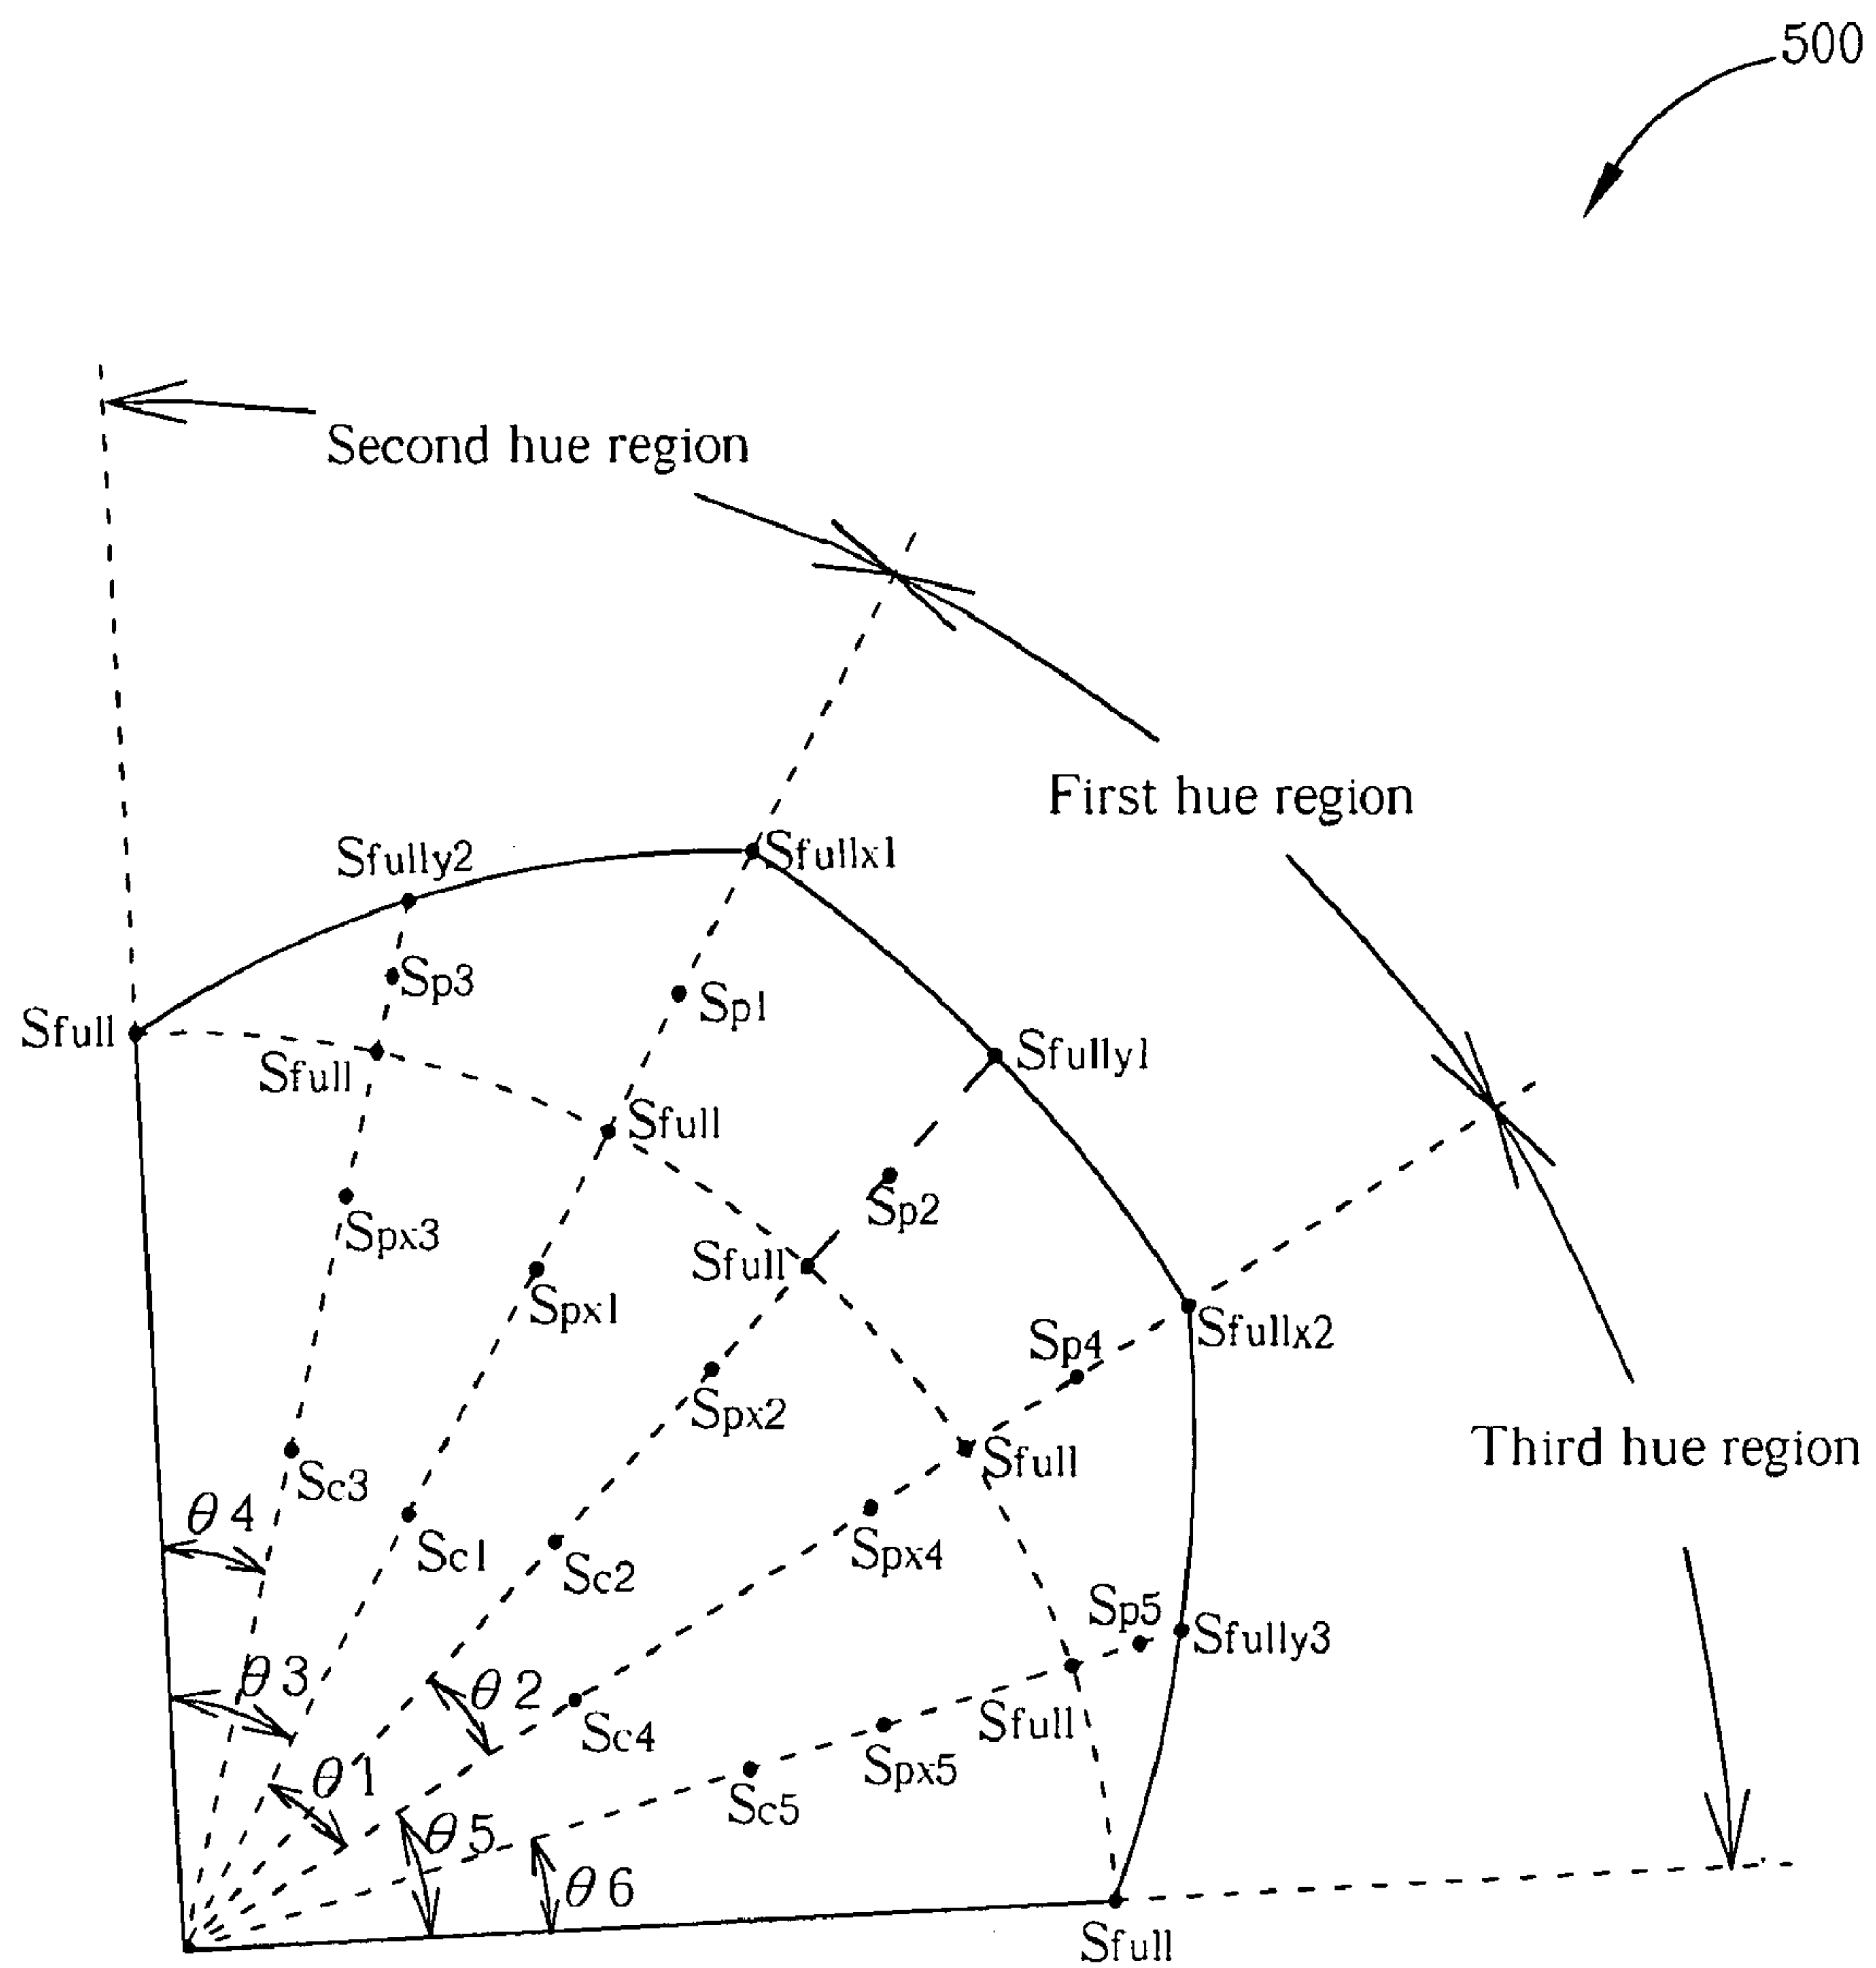 500
Second hue region
First hue region
Sfully2
Sfullx1
Sp3
Sp1
Sfull
Sfull
Sfully1
Sfull
Sp2
Spx3
Sfull
Spx1
Sfullx2
Sp4
Spx2
Sfull
Third hue region
Sc3
θ4
Sc1
Spx4
Sc2
Sp5
Sfully3
θ3
θ2
Sc4
Sfull
Spx5
θ1
Sc5
θ5
θ6
Sfull